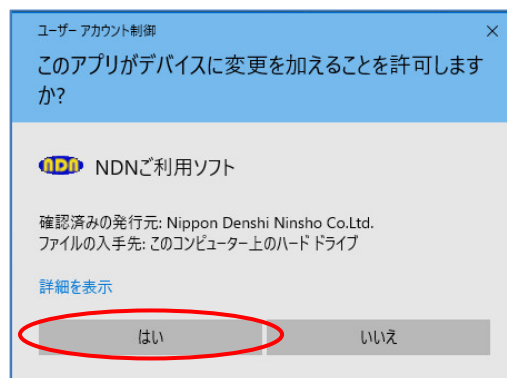 ユーザー アカウント制御
このアプリがデバイスに変更を加えることを許可します
か?
NDN NDNご利用ソフト
確認済みの発行元: Nippon Denshi Ninsho Co.Ltd.
ファイルの入手先: このコンピューター上のハード ドライブ
詳細を表示
はい いいえ